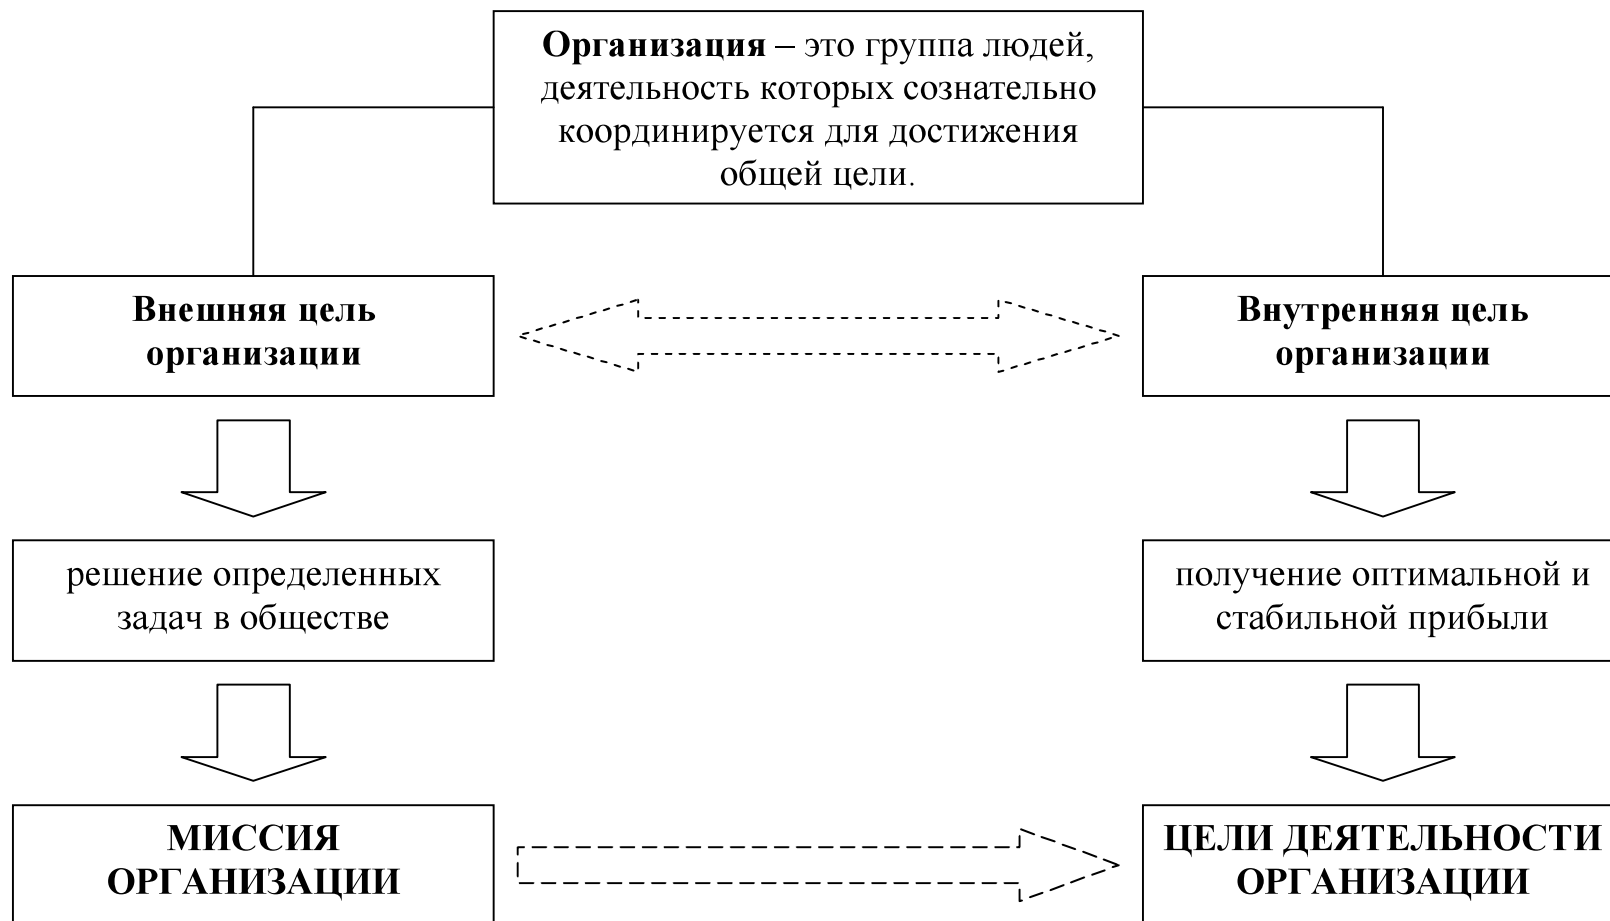 Организация – это группа людей,
деятельность которых сознательно
координируется для достижения
общей цели.
Внешняя цель
организации
Внутренняя цель
организации
решение определенных
задач в обществе
получение оптимальной и
стабильной прибыли
МИССИЯ
ОРГАНИЗАЦИИ
ЦЕЛИ ДЕЯТЕЛЬНОСТИ
ОРГАНИЗАЦИИ